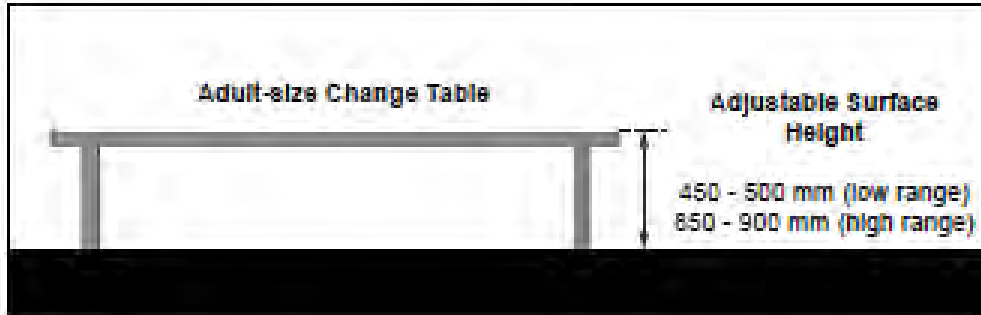 Adult-size Change Table
Adjustable Surface
Height
450 - 500 mm (low range)
850 - 900 mm (high range)